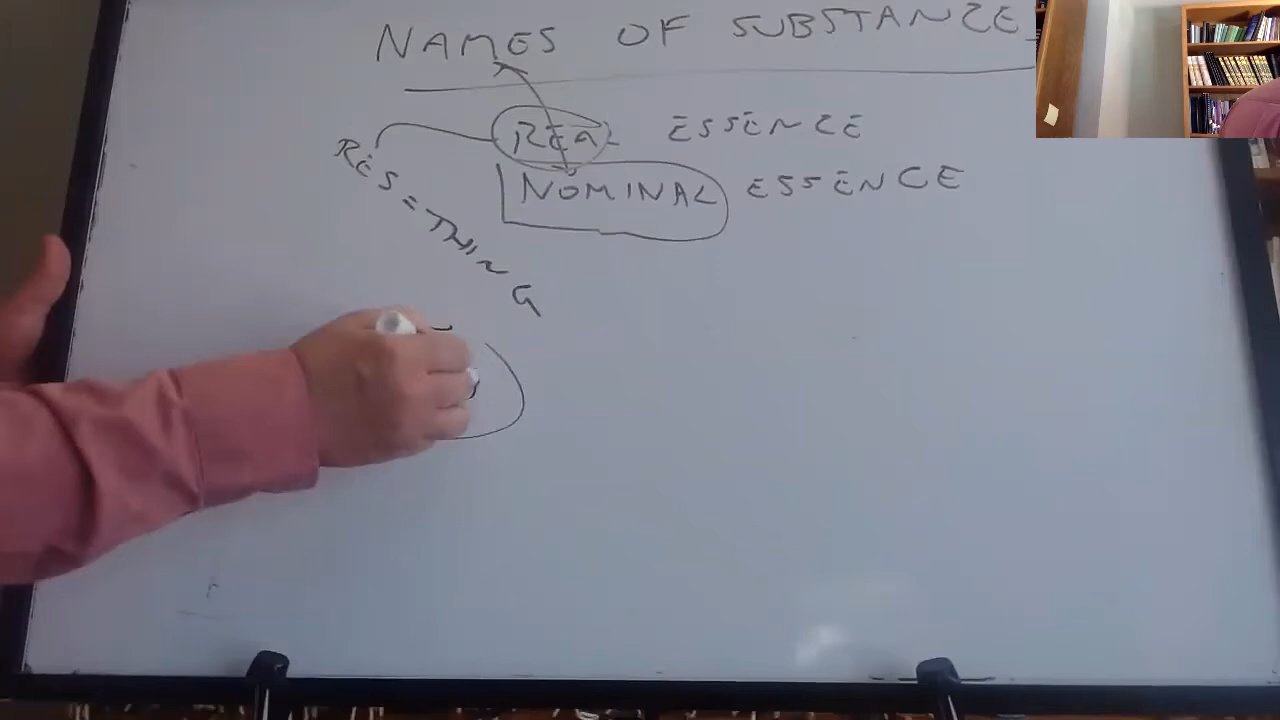 NAMES OF SUBSTANCE
REAL ESSENCE
NOMINAL ESSENCE
RES = THING